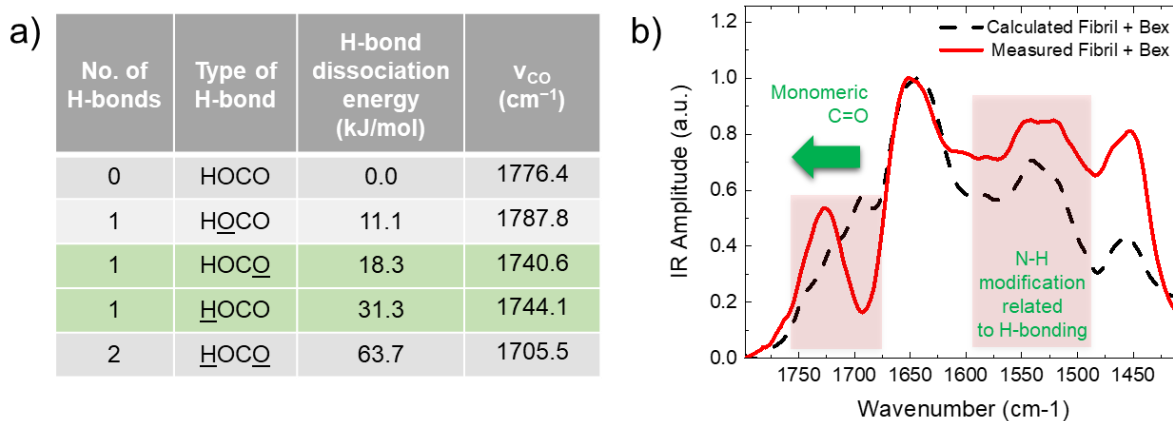 a)
No. of H-bonds
Type of H-bond
H-bond dissociation energy (kJ/mol)
νCO (cm⁻¹)
0 HOCO 0.0 1776.4
1 HOCO 11.1 1787.8
1 HOCO 18.3 1740.6
1 HOCO 31.3 1744.1
2 HOCO 63.7 1705.5
b)
Calculated Fibril + Bex
Measured Fibril + Bex
Monomeric
C=O
N-H
modification
related
to H-bonding
IR Amplitude (a.u.)
1.0
0.8
0.6
0.4
0.2
0.0
1750 1700 1650 1600 1550 1500 1450
Wavenumber (cm-1)